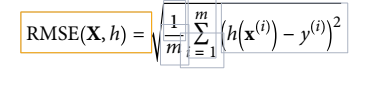 RMSE(𝐗, h) = √(1/m ∑_{i = 1}^{m} (h(𝐱^{(i)}) − y^{(i)})^2)